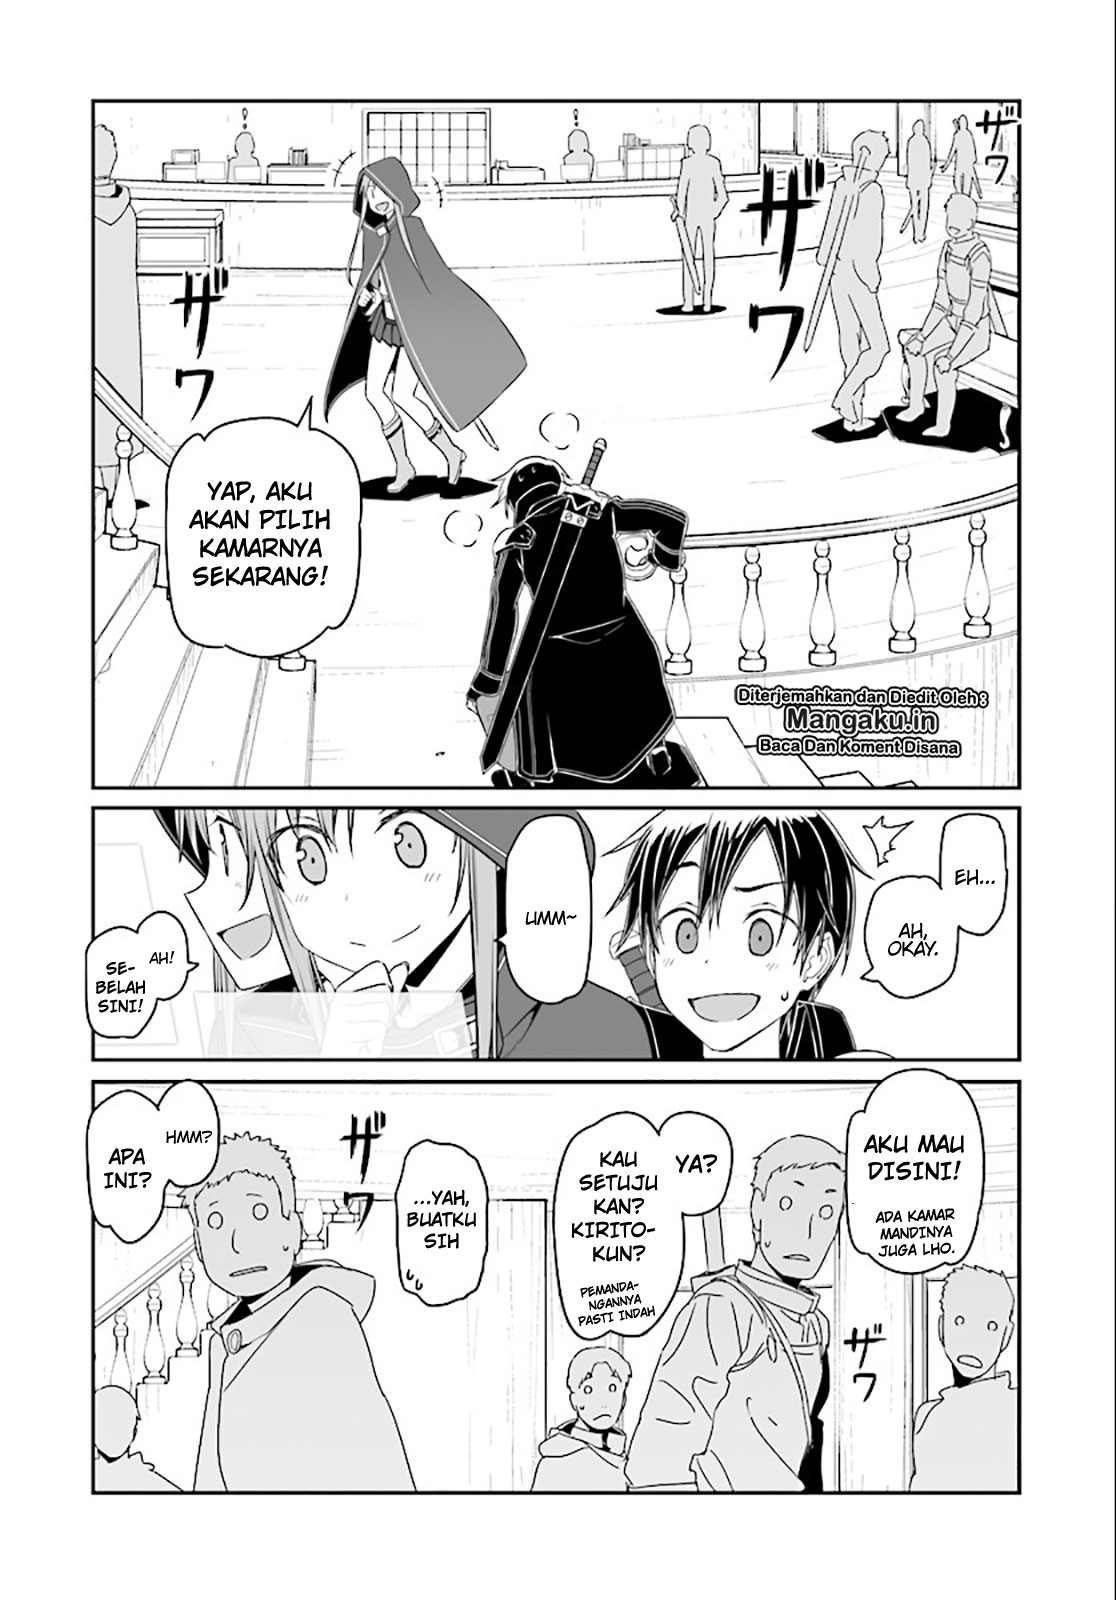 ザ
ワ
ザ
ワ
ザ
ワ
!
!
YAP, AKU
AKAN PILIH
KAMARNYA
SEKARANG!
Diterjemahkan dan Diedit Oleh :
Mangaku.in
Baca Dan Koment Disana
EH...
AH,
OKAY.
UMM~
AH!
SE-
BELAH
SINI!
AKU MAU
DISINI!
ADA KAMAR
MANDINYA
JUGA LHO.
YA?
KAU
SETUJU
KAN?
KIRITO-
KUN?
PEMANDA-
NGANNYA
PASTI INDAH
...YAH,
BUATKU
SIH
HMM?
APA
INI?
ザ
ワ
ザ
ワ